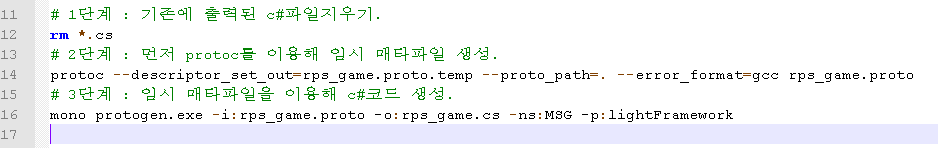 11 # 1단계 : 기존에 출력된 c#파일지우기.
12 rm *.cs
13 # 2단계 : 먼저 protoc를 이용해 임시 매타파일 생성.
14 protoc --descriptor_set_out=rps_game.proto.temp --proto_path=. --error_format=gcc rps_game.proto
15 # 3단계 : 임시 매타파일을 이용해 c#코드 생성.
16 mono protogen.exe -i:rps_game.proto -o:rps_game.cs -ns:MSG -p:lightFramework
17